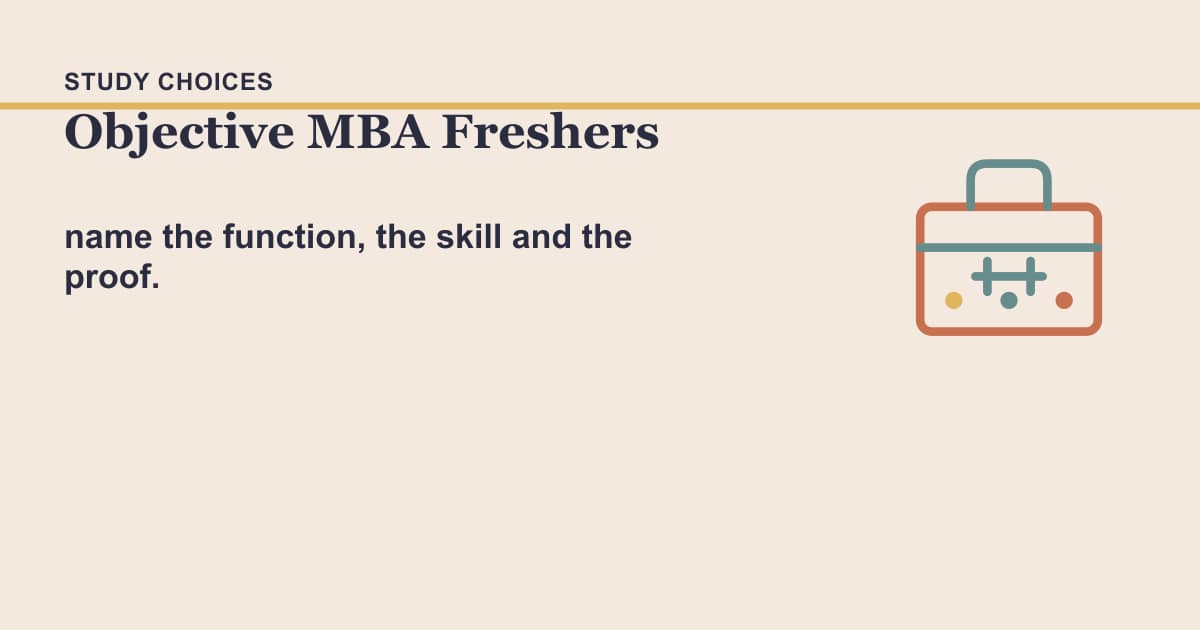 STUDY CHOICES
Objective MBA Freshers
name the function, the skill and the
proof.